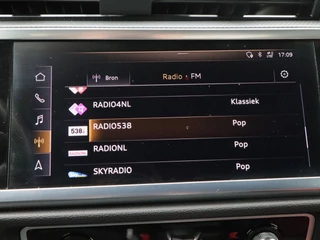 17:09
Bron
Radio · FM
RADIO4NL Klassiek
538 RADIO538 Pop
RADIONL Pop
SKYRADIO Pop